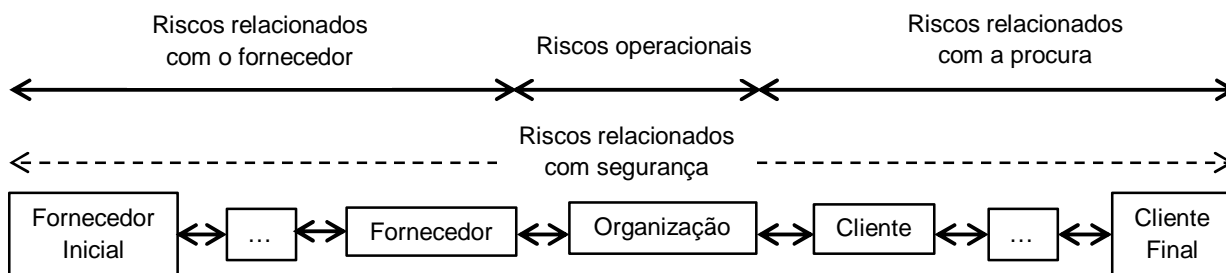 Riscos relacionados
com o fornecedor
Riscos operacionais
Riscos relacionados
com a procura
Riscos relacionados
com segurança
Fornecedor
Inicial
...
Fornecedor
Organização
Cliente
...
Cliente
Final